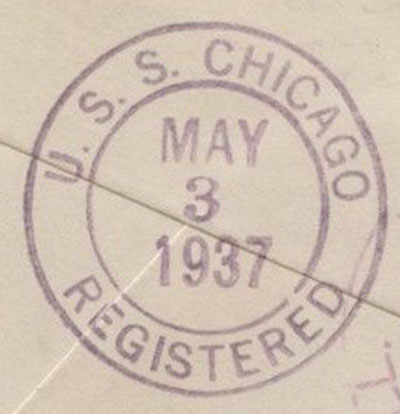 U. S. S. CHICAGO
MAY
3
1937
REGISTERED